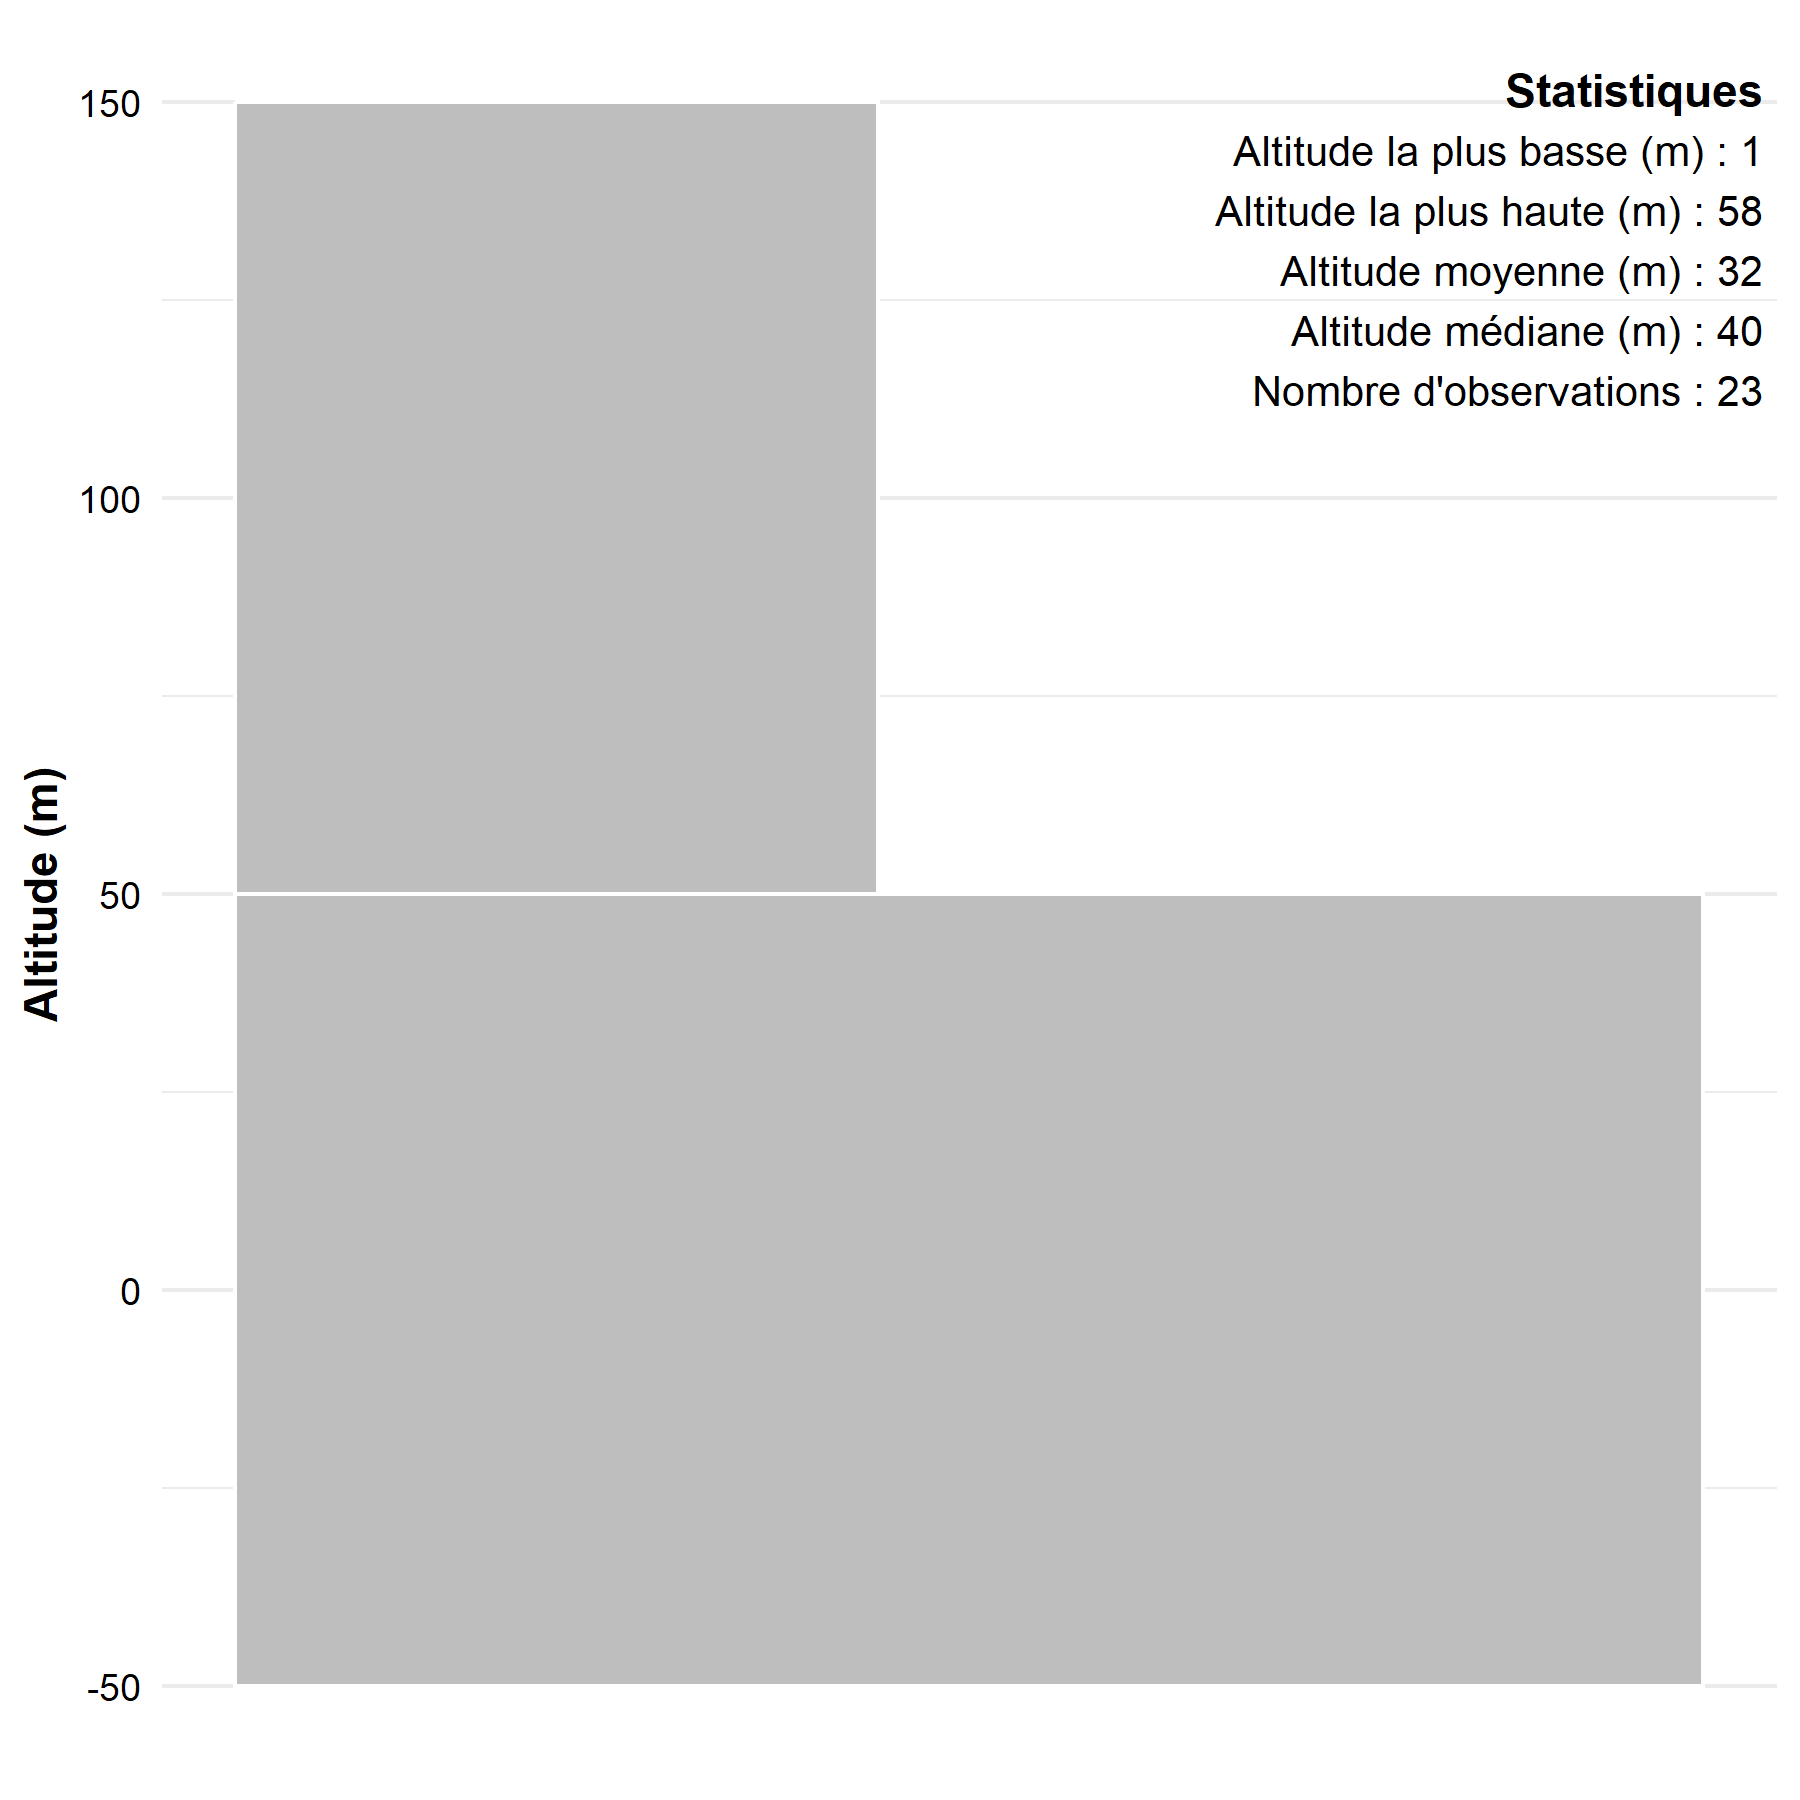 Statistiques
Altitude la plus basse (m) : 1
Altitude la plus haute (m) : 58
Altitude moyenne (m) : 32
Altitude médiane (m) : 40
Nombre d'observations : 23
150
100
50
0
-50
Altitude (m)